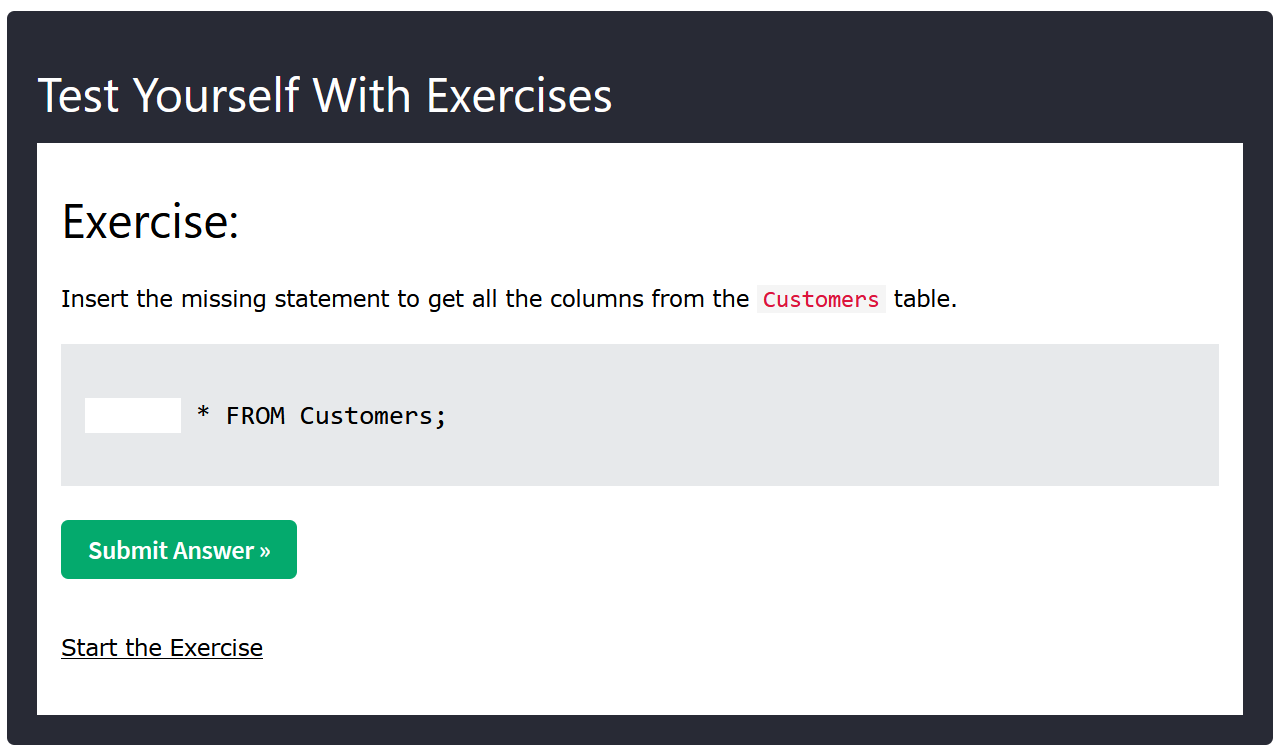 Test Yourself With Exercises
Exercise:
Insert the missing statement to get all the columns from the Customers table.
* FROM Customers;
Submit Answer »
Start the Exercise